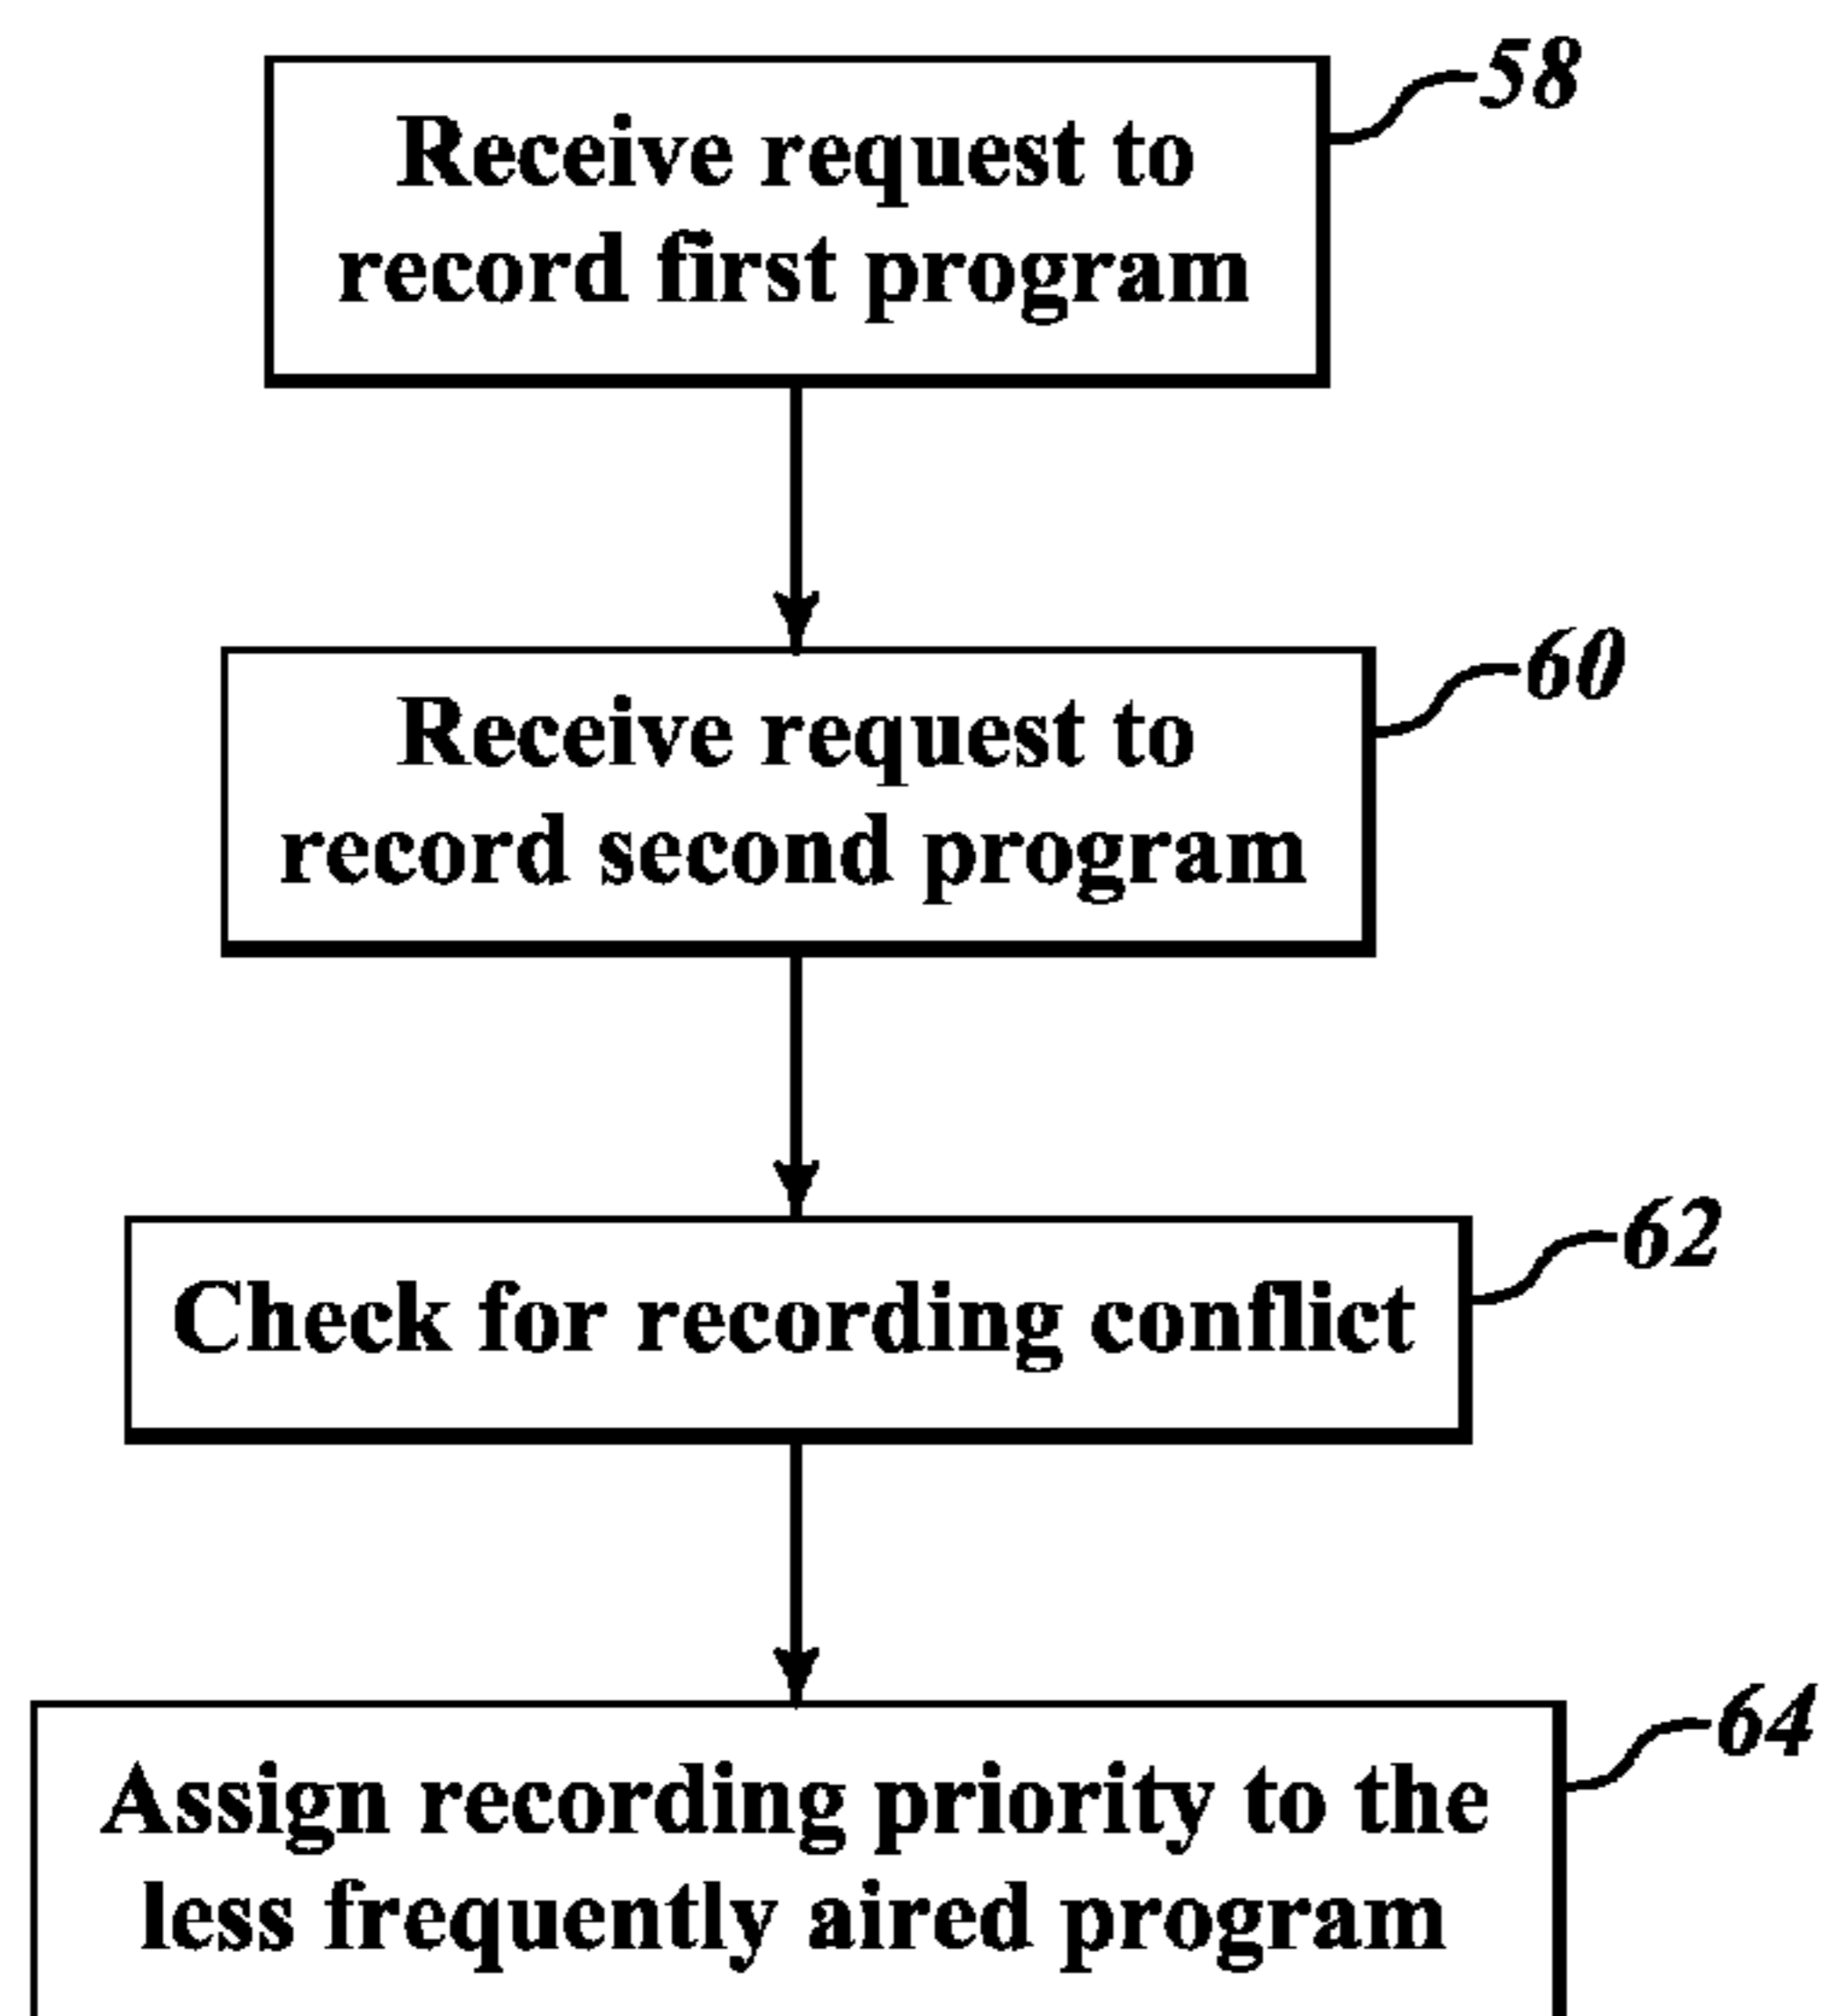 58
Receive request to
record first program
60
Receive request to
record second program
62
Check for recording conflict
64
Assign recording priority to the
less frequently aired program